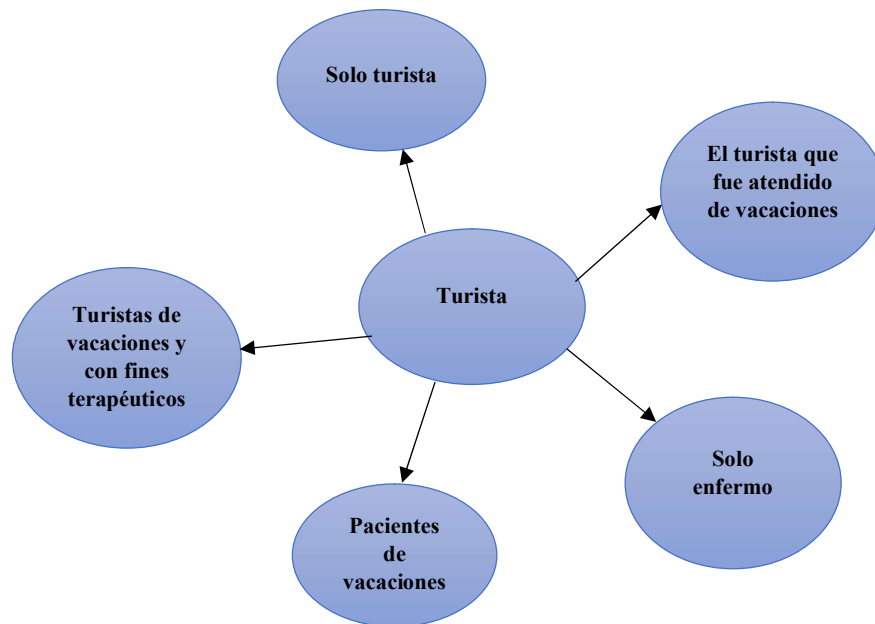 Solo turista
El turista que
fue atendido
de vacaciones
Turista
Turistas de
vacaciones y
con fines
terapéuticos
Solo
enfermo
Pacientes
de
vacaciones